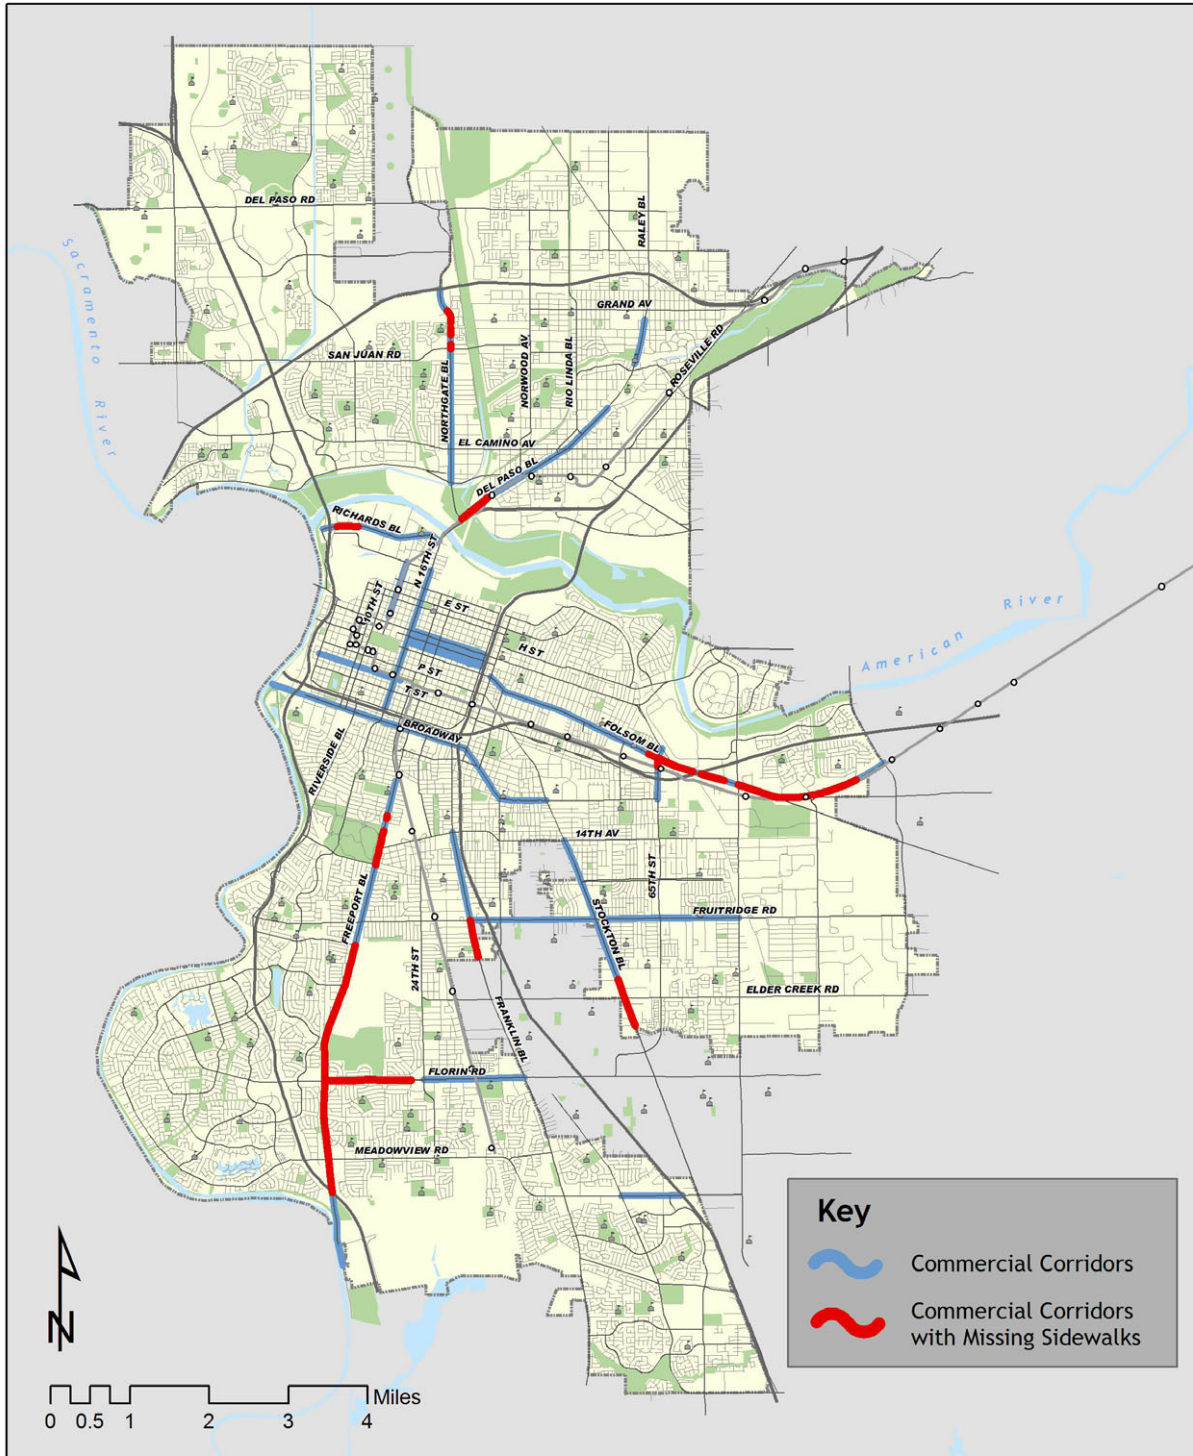 DEL PASO RD
RALEY BL
Sacramento River
GRAND AV
SAN JUAN RD
NORTHGATE BL
NORWOOD AV
RIO LINDA BL
ROSEVILLE RD
EL CAMINO AV
DEL PASO BL
RICHARDS BL
N 16TH ST
10TH ST
E ST
H ST
American River
P ST
T ST
BROADWAY
FOLSOM BL
RIVERSIDE BL
14TH AV
65TH ST
FREEPORT BL
STOCKTON BL
FRUITRIDGE RD
24TH ST
FRANKLIN BL
ELDER CREEK RD
FLORIN RD
MEADOWVIEW RD
Key
Commercial Corridors
Commercial Corridors
with Missing Sidewalks
N
Miles
0 0.5 1 2 3 4